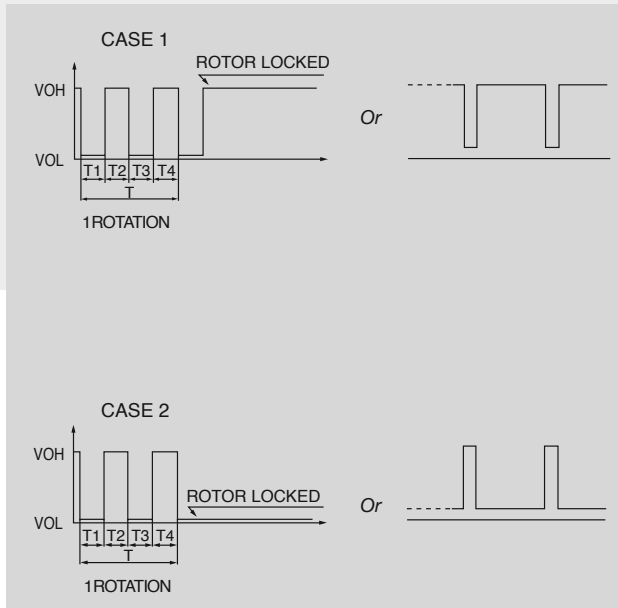 CASE 1
ROTOR LOCKED
VOH
Or
VOL
T1 T2 T3 T4
T
1ROTATION
CASE 2
VOH
ROTOR LOCKED
Or
VOL
T1 T2 T3 T4
T
1ROTATION